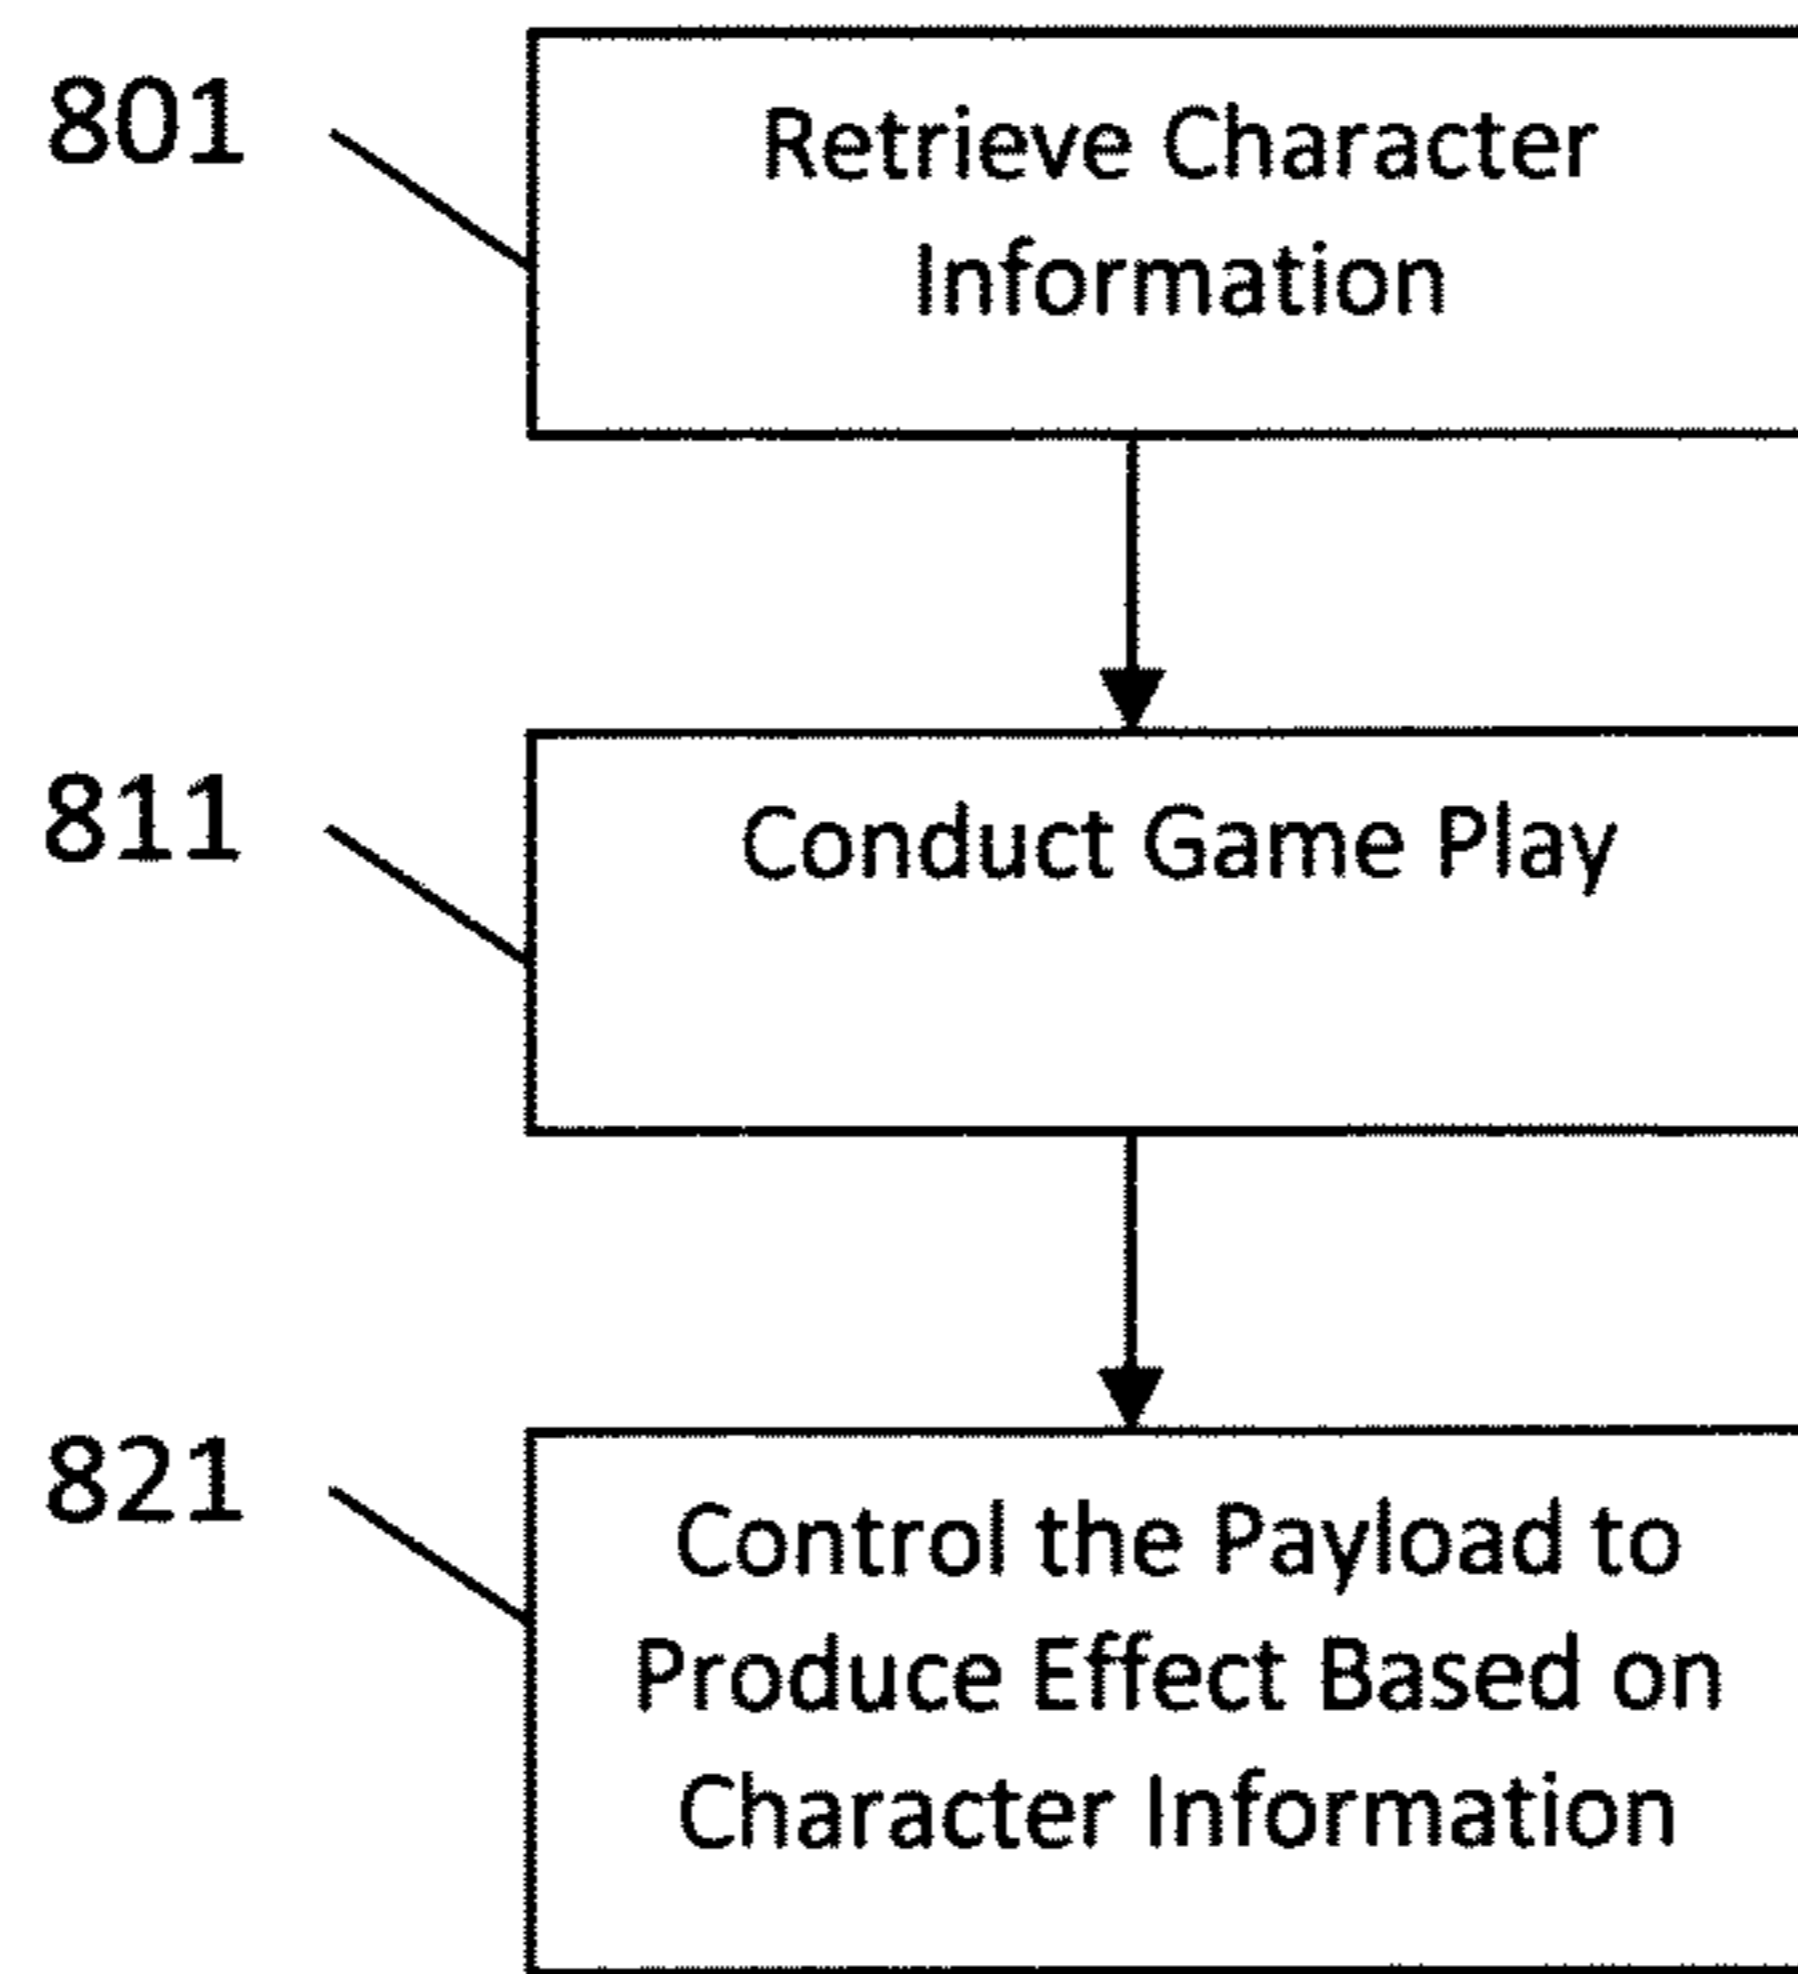 801
Retrieve Character
Information
811
Conduct Game Play
821
Control the Payload to
Produce Effect Based on
Character Information